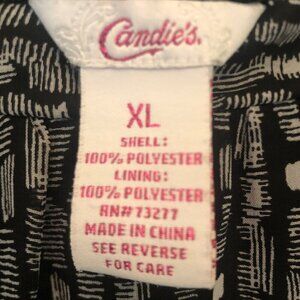 Candie's.
XL
SHELL:
100% POLYESTER
LINING:
100% POLYESTER
RN# 73277
MADE IN CHINA
SEE REVERSE
FOR CARE